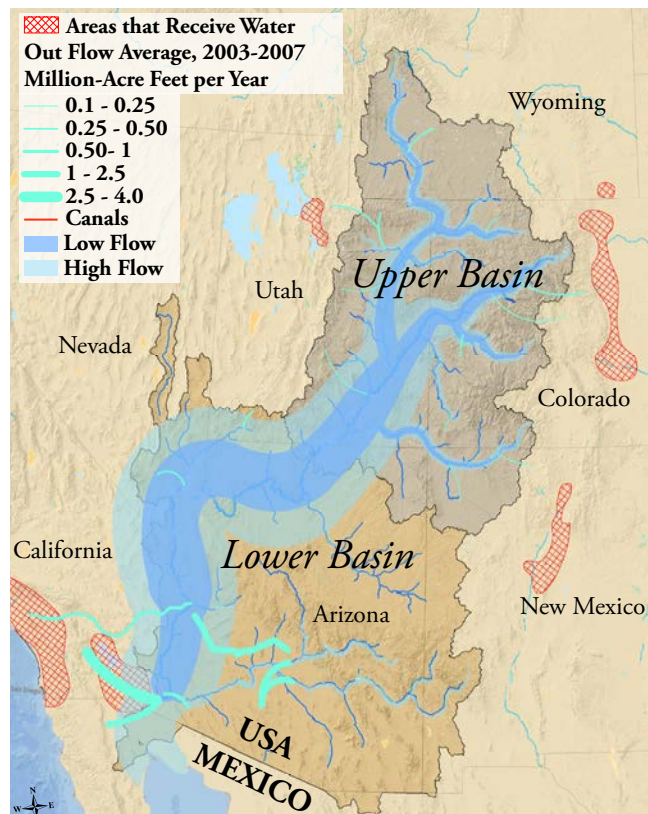 Areas that Receive Water
Out Flow Average, 2003-2007
Million-Acre Feet per Year
0.1 - 0.25
0.25 - 0.50
0.50- 1
1 - 2.5
2.5 - 4.0
Canals
Low Flow
High Flow
Wyoming
Upper Basin
Utah
Nevada
Colorado
California
Lower Basin
New Mexico
Arizona
USA
MEXICO
N
W E
S